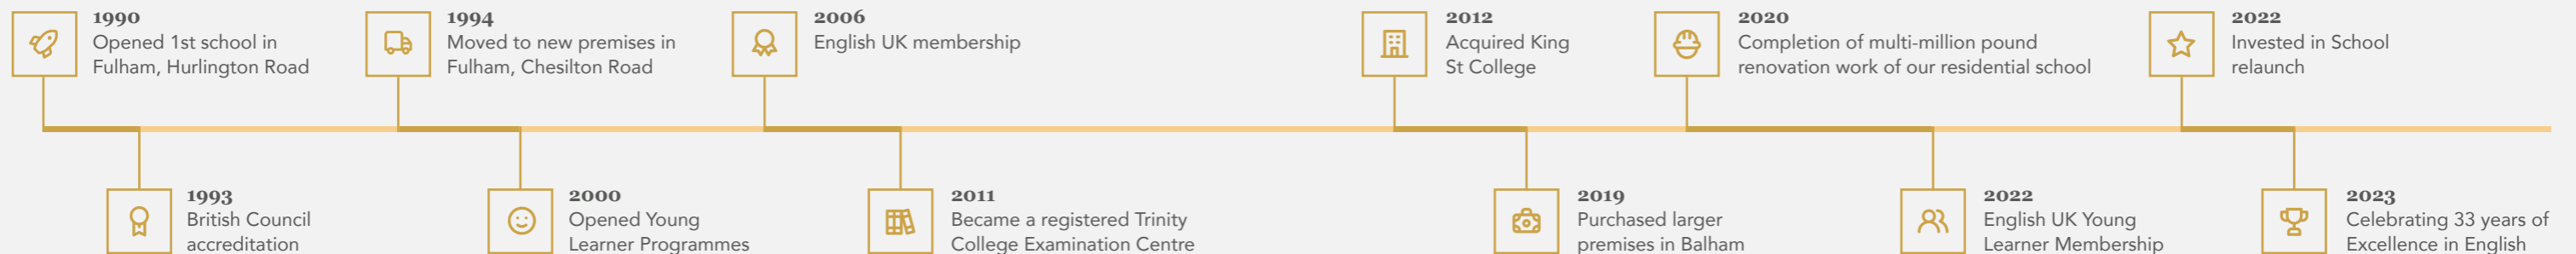 1990
Opened 1st school in
Fulham, Hurlington Road
1993
British Council
accreditation
1994
Moved to new premises in
Fulham, Chesilton Road
2000
Opened Young
Learner Programmes
2006
English UK membership
2011
Became a registered Trinity
College Examination Centre
2012
Acquired King
St College
2019
Purchased larger
premises in Balham
2020
Completion of multi-million pound
renovation work of our residential school
2022
English UK Young
Learner Membership
2022
Invested in School
relaunch
2023
Celebrating 33 years of
Excellence in English